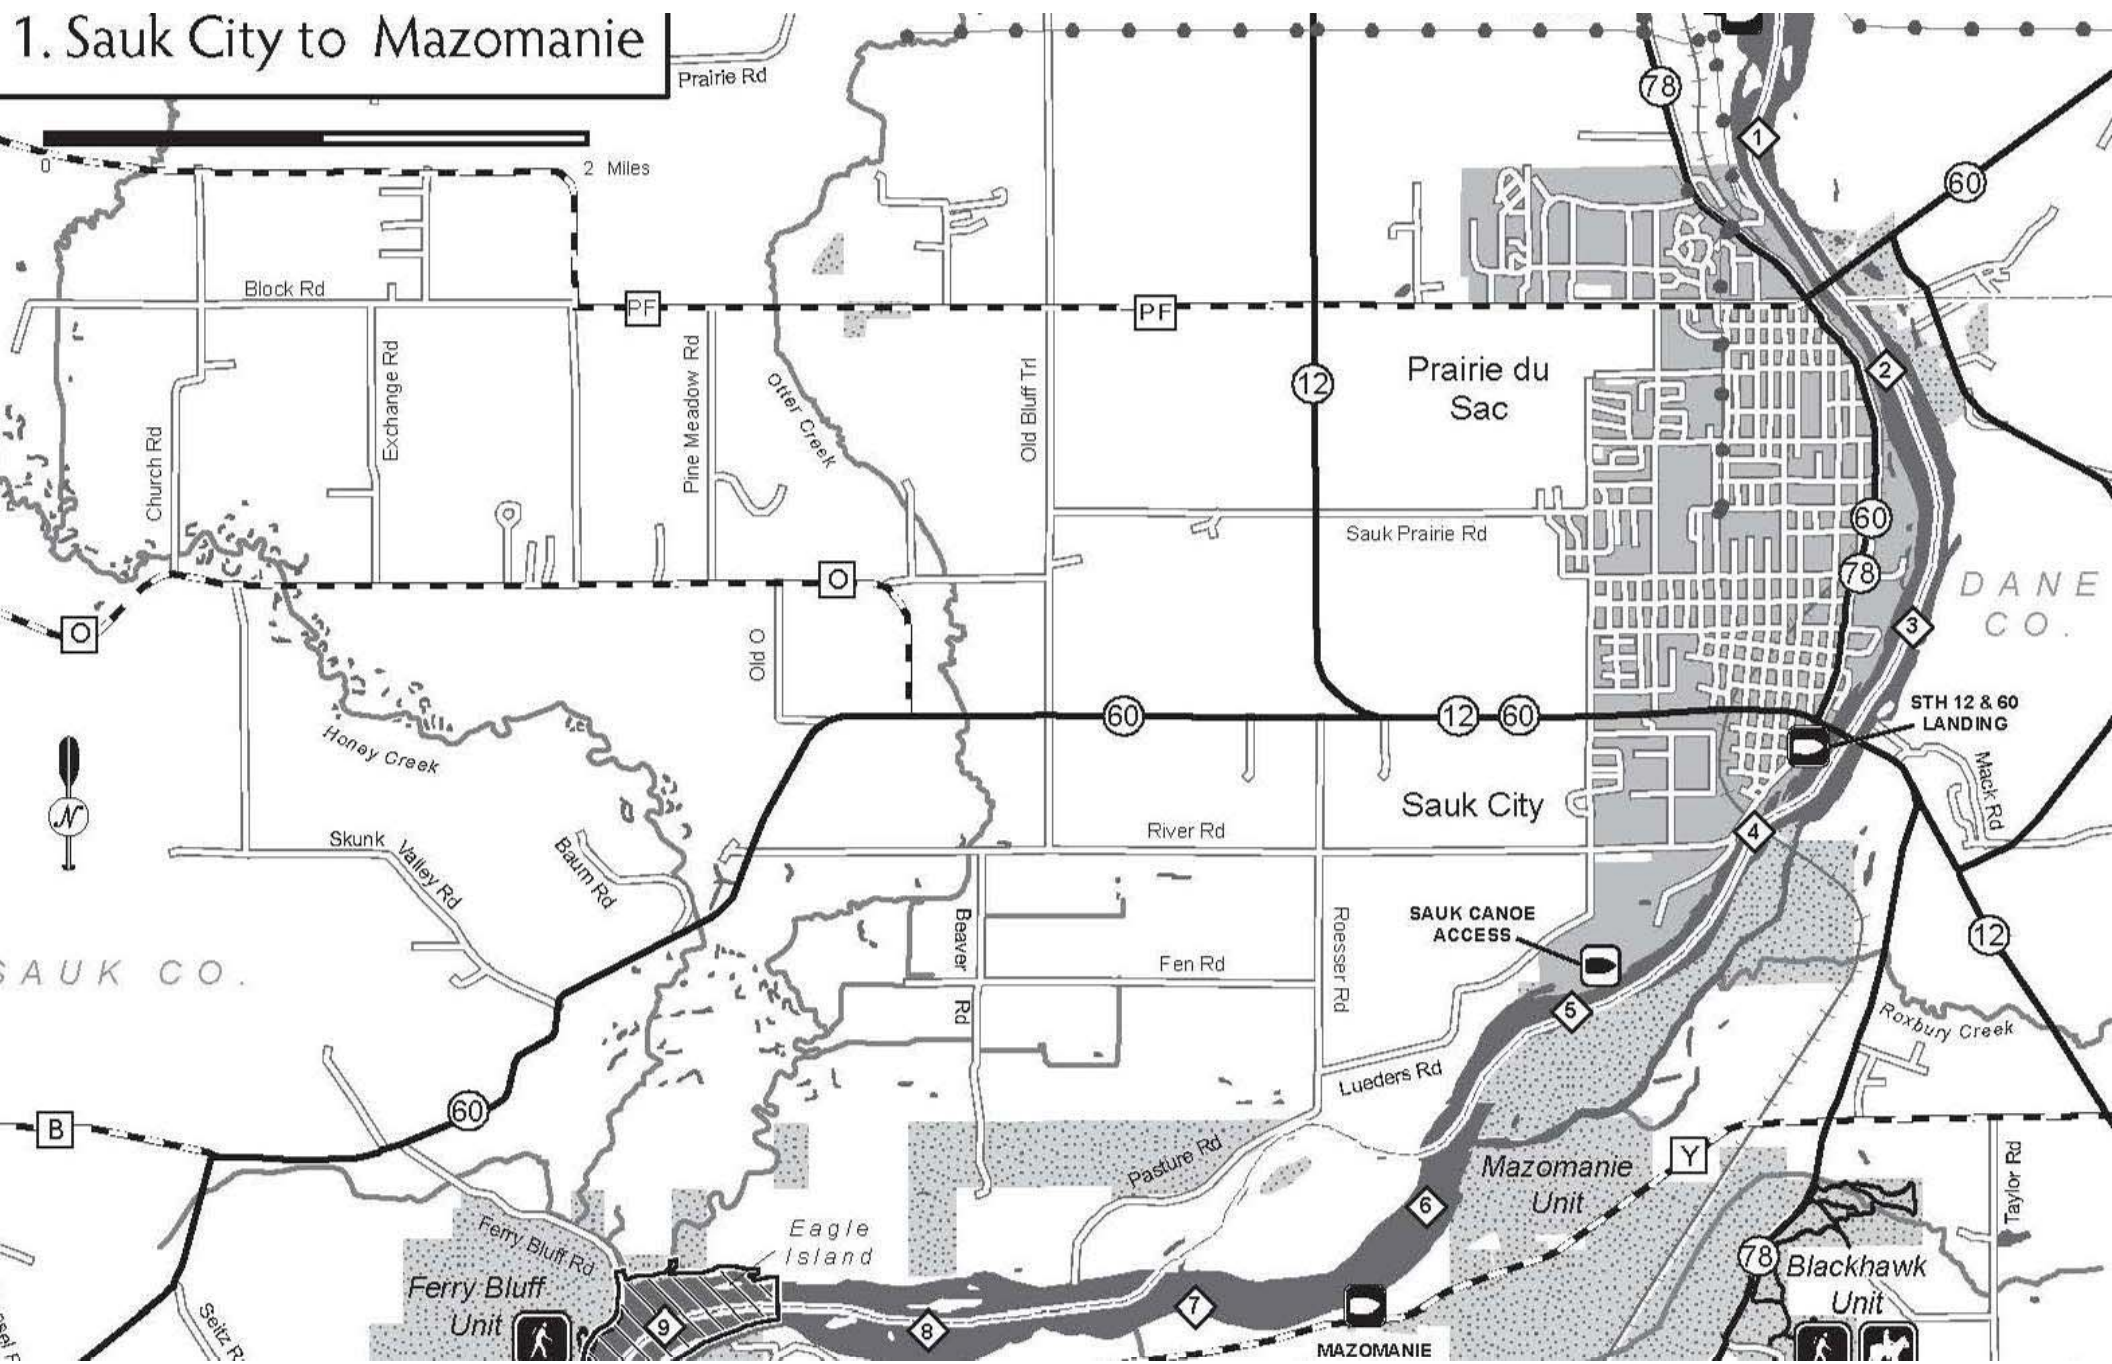 1. Sauk City to Mazomanie
Prairie Rd
78
1
0
2 Miles
60
Block Rd
PF
PF
2
Prairie du
Sac
12
Church Rd
Exchange Rd
Pine Meadow Rd
Otter Creek
Old Bluff Trl
60
Sauk Prairie Rd
78
DANE
CO.
O
O
3
Old O
60
12
60
STH 12 & 60
LANDING
Honey Creek
Mack Rd
N
Sauk City
4
River Rd
Skunk Valley Rd
Baum Rd
SAUK CANOE
ACCESS
Beaver Rd
Roesser Rd
12
SAUK CO.
Fen Rd
5
Roxbury Creek
Lueders Rd
60
B
Pasture Rd
Mazomanie
Unit
Y
Taylor Rd
6
Ferry Bluff Rd
Eagle
Island
78
Blackhawk
Unit
Ferry Bluff
Unit
Seitz R
9
8
7
MAZOMANIE